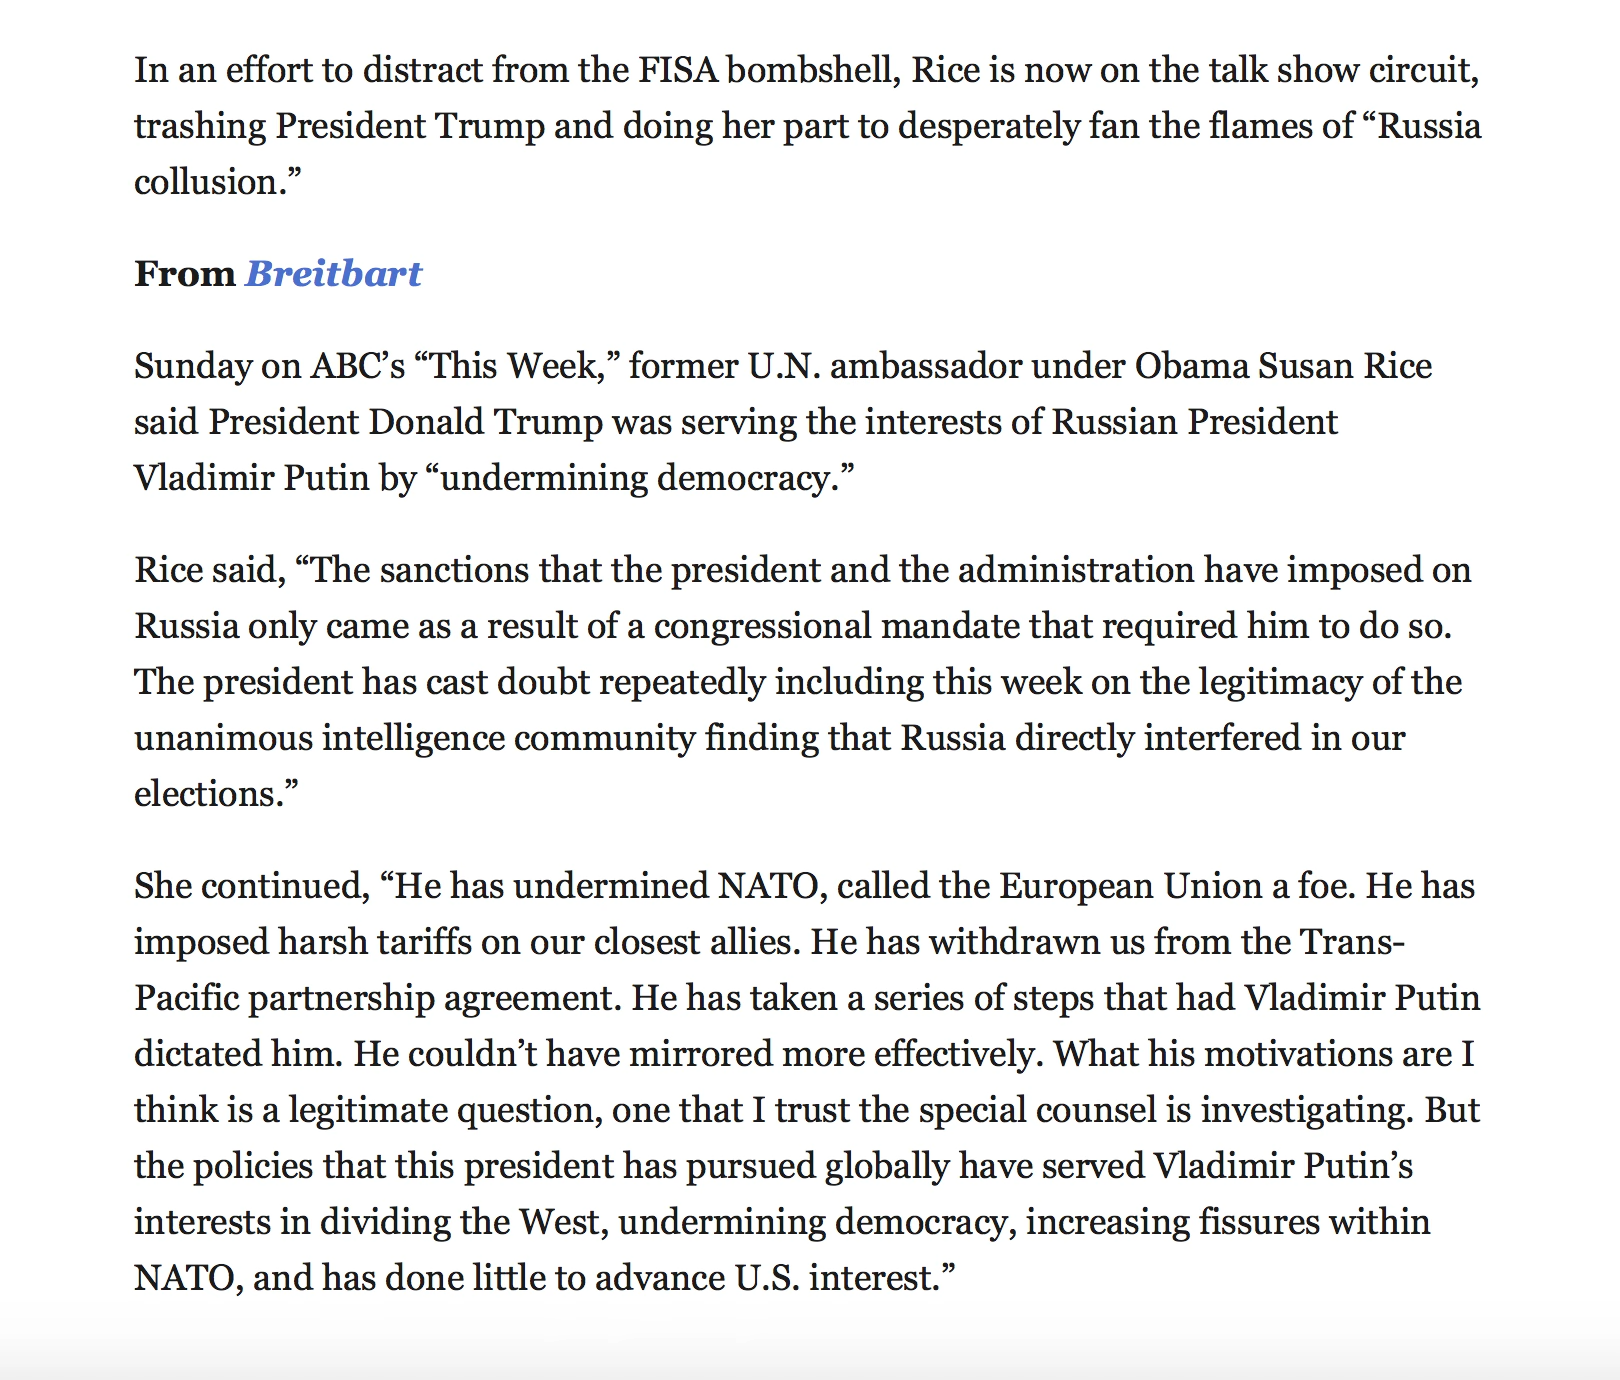 In an effort to distract from the FISA bombshell, Rice is now on the talk show circuit,
trashing President Trump and doing her part to desperately fan the flames of “Russia
collusion.”
From Breitbart
Sunday on ABC’s “This Week,” former U.N. ambassador under Obama Susan Rice
said President Donald Trump was serving the interests of Russian President
Vladimir Putin by “undermining democracy.”
Rice said, “The sanctions that the president and the administration have imposed on
Russia only came as a result of a congressional mandate that required him to do so.
The president has cast doubt repeatedly including this week on the legitimacy of the
unanimous intelligence community finding that Russia directly interfered in our
elections.”
She continued, “He has undermined NATO, called the European Union a foe. He has
imposed harsh tariffs on our closest allies. He has withdrawn us from the Trans-
Pacific partnership agreement. He has taken a series of steps that had Vladimir Putin
dictated him. He couldn’t have mirrored more effectively. What his motivations are I
think is a legitimate question, one that I trust the special counsel is investigating. But
the policies that this president has pursued globally have served Vladimir Putin’s
interests in dividing the West, undermining democracy, increasing fissures within
NATO, and has done little to advance U.S. interest.”